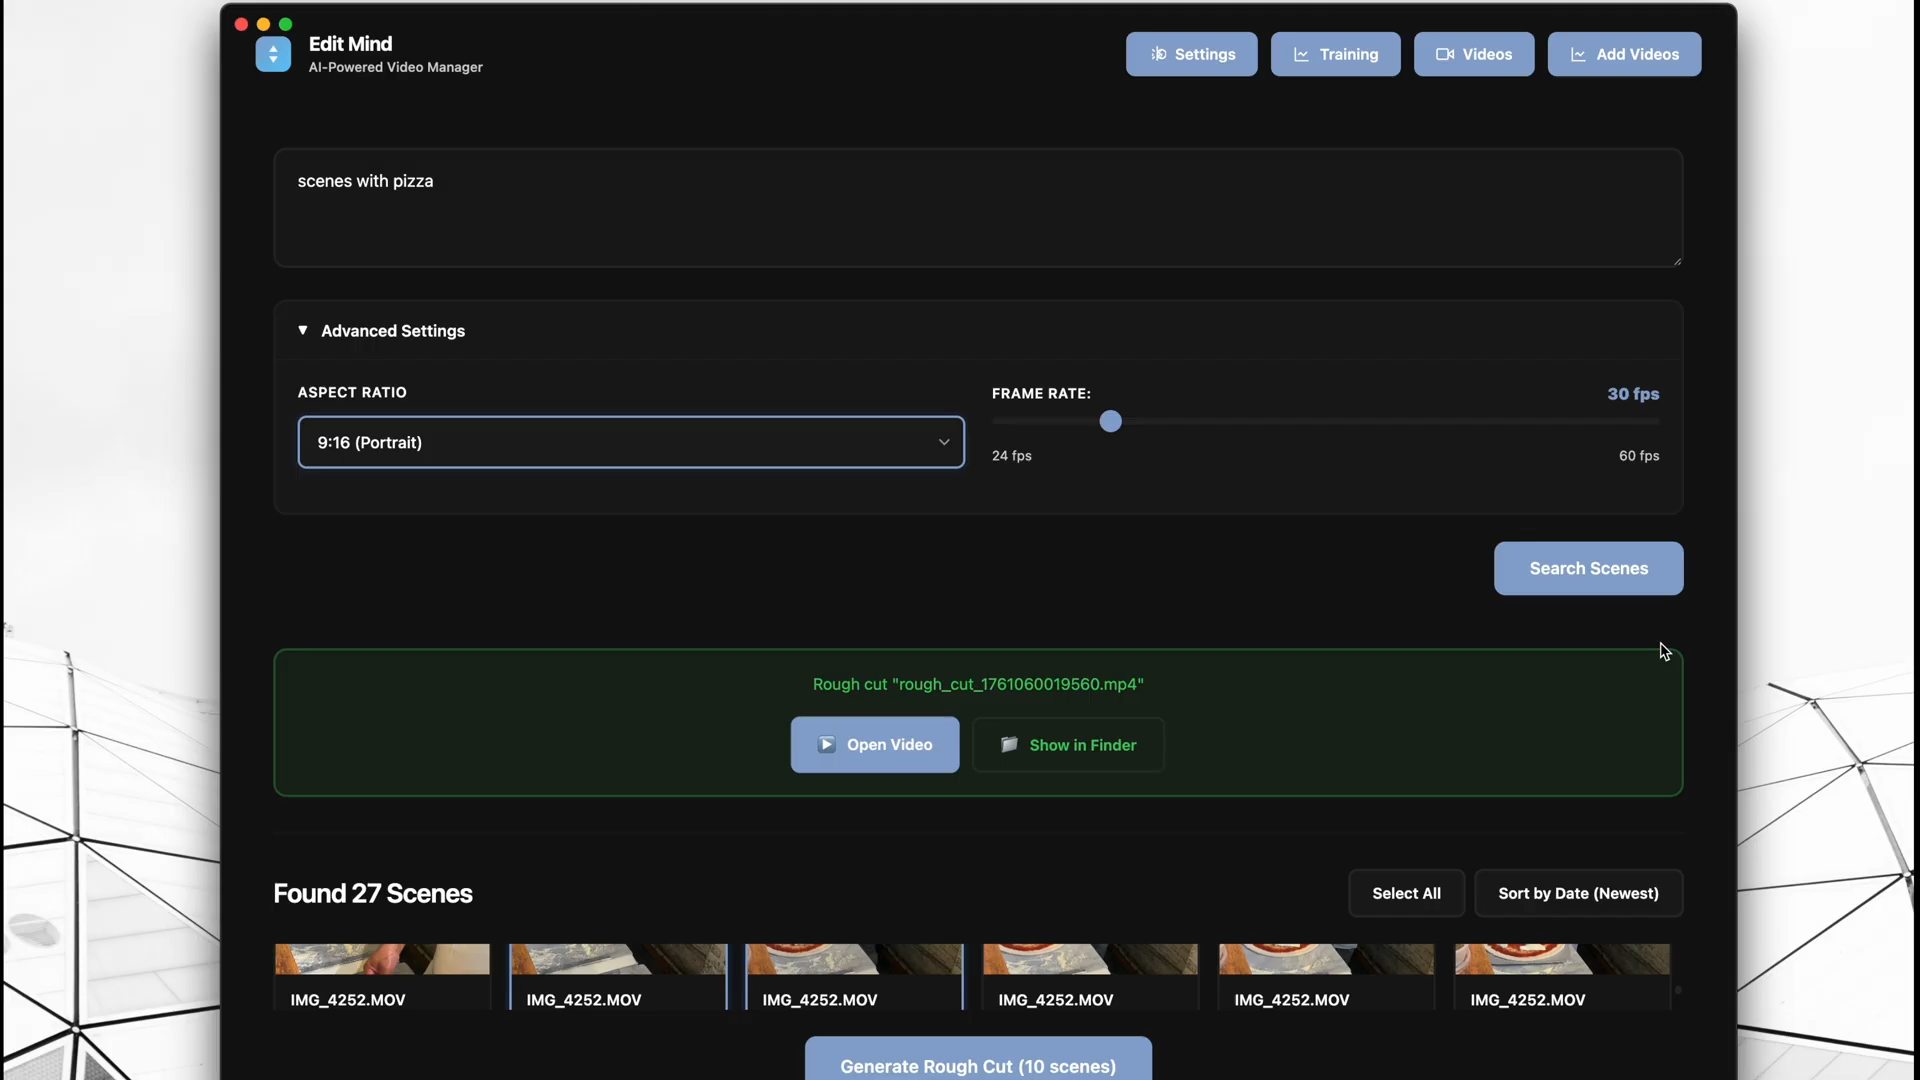 Edit Mind
AI-Powered Video Manager
Settings
Training
Videos
Add Videos
scenes with pizza
▼ Advanced Settings
ASPECT RATIO
9:16 (Portrait)
FRAME RATE:
30 fps
24 fps
60 fps
Search Scenes
Rough cut "rough_cut_1761060019560.mp4"
Open Video
Show in Finder
Found 27 Scenes
Select All
Sort by Date (Newest)
IMG_4252.MOV
IMG_4252.MOV
IMG_4252.MOV
IMG_4252.MOV
IMG_4252.MOV
IMG_4252.MOV
Generate Rough Cut (10 scenes)